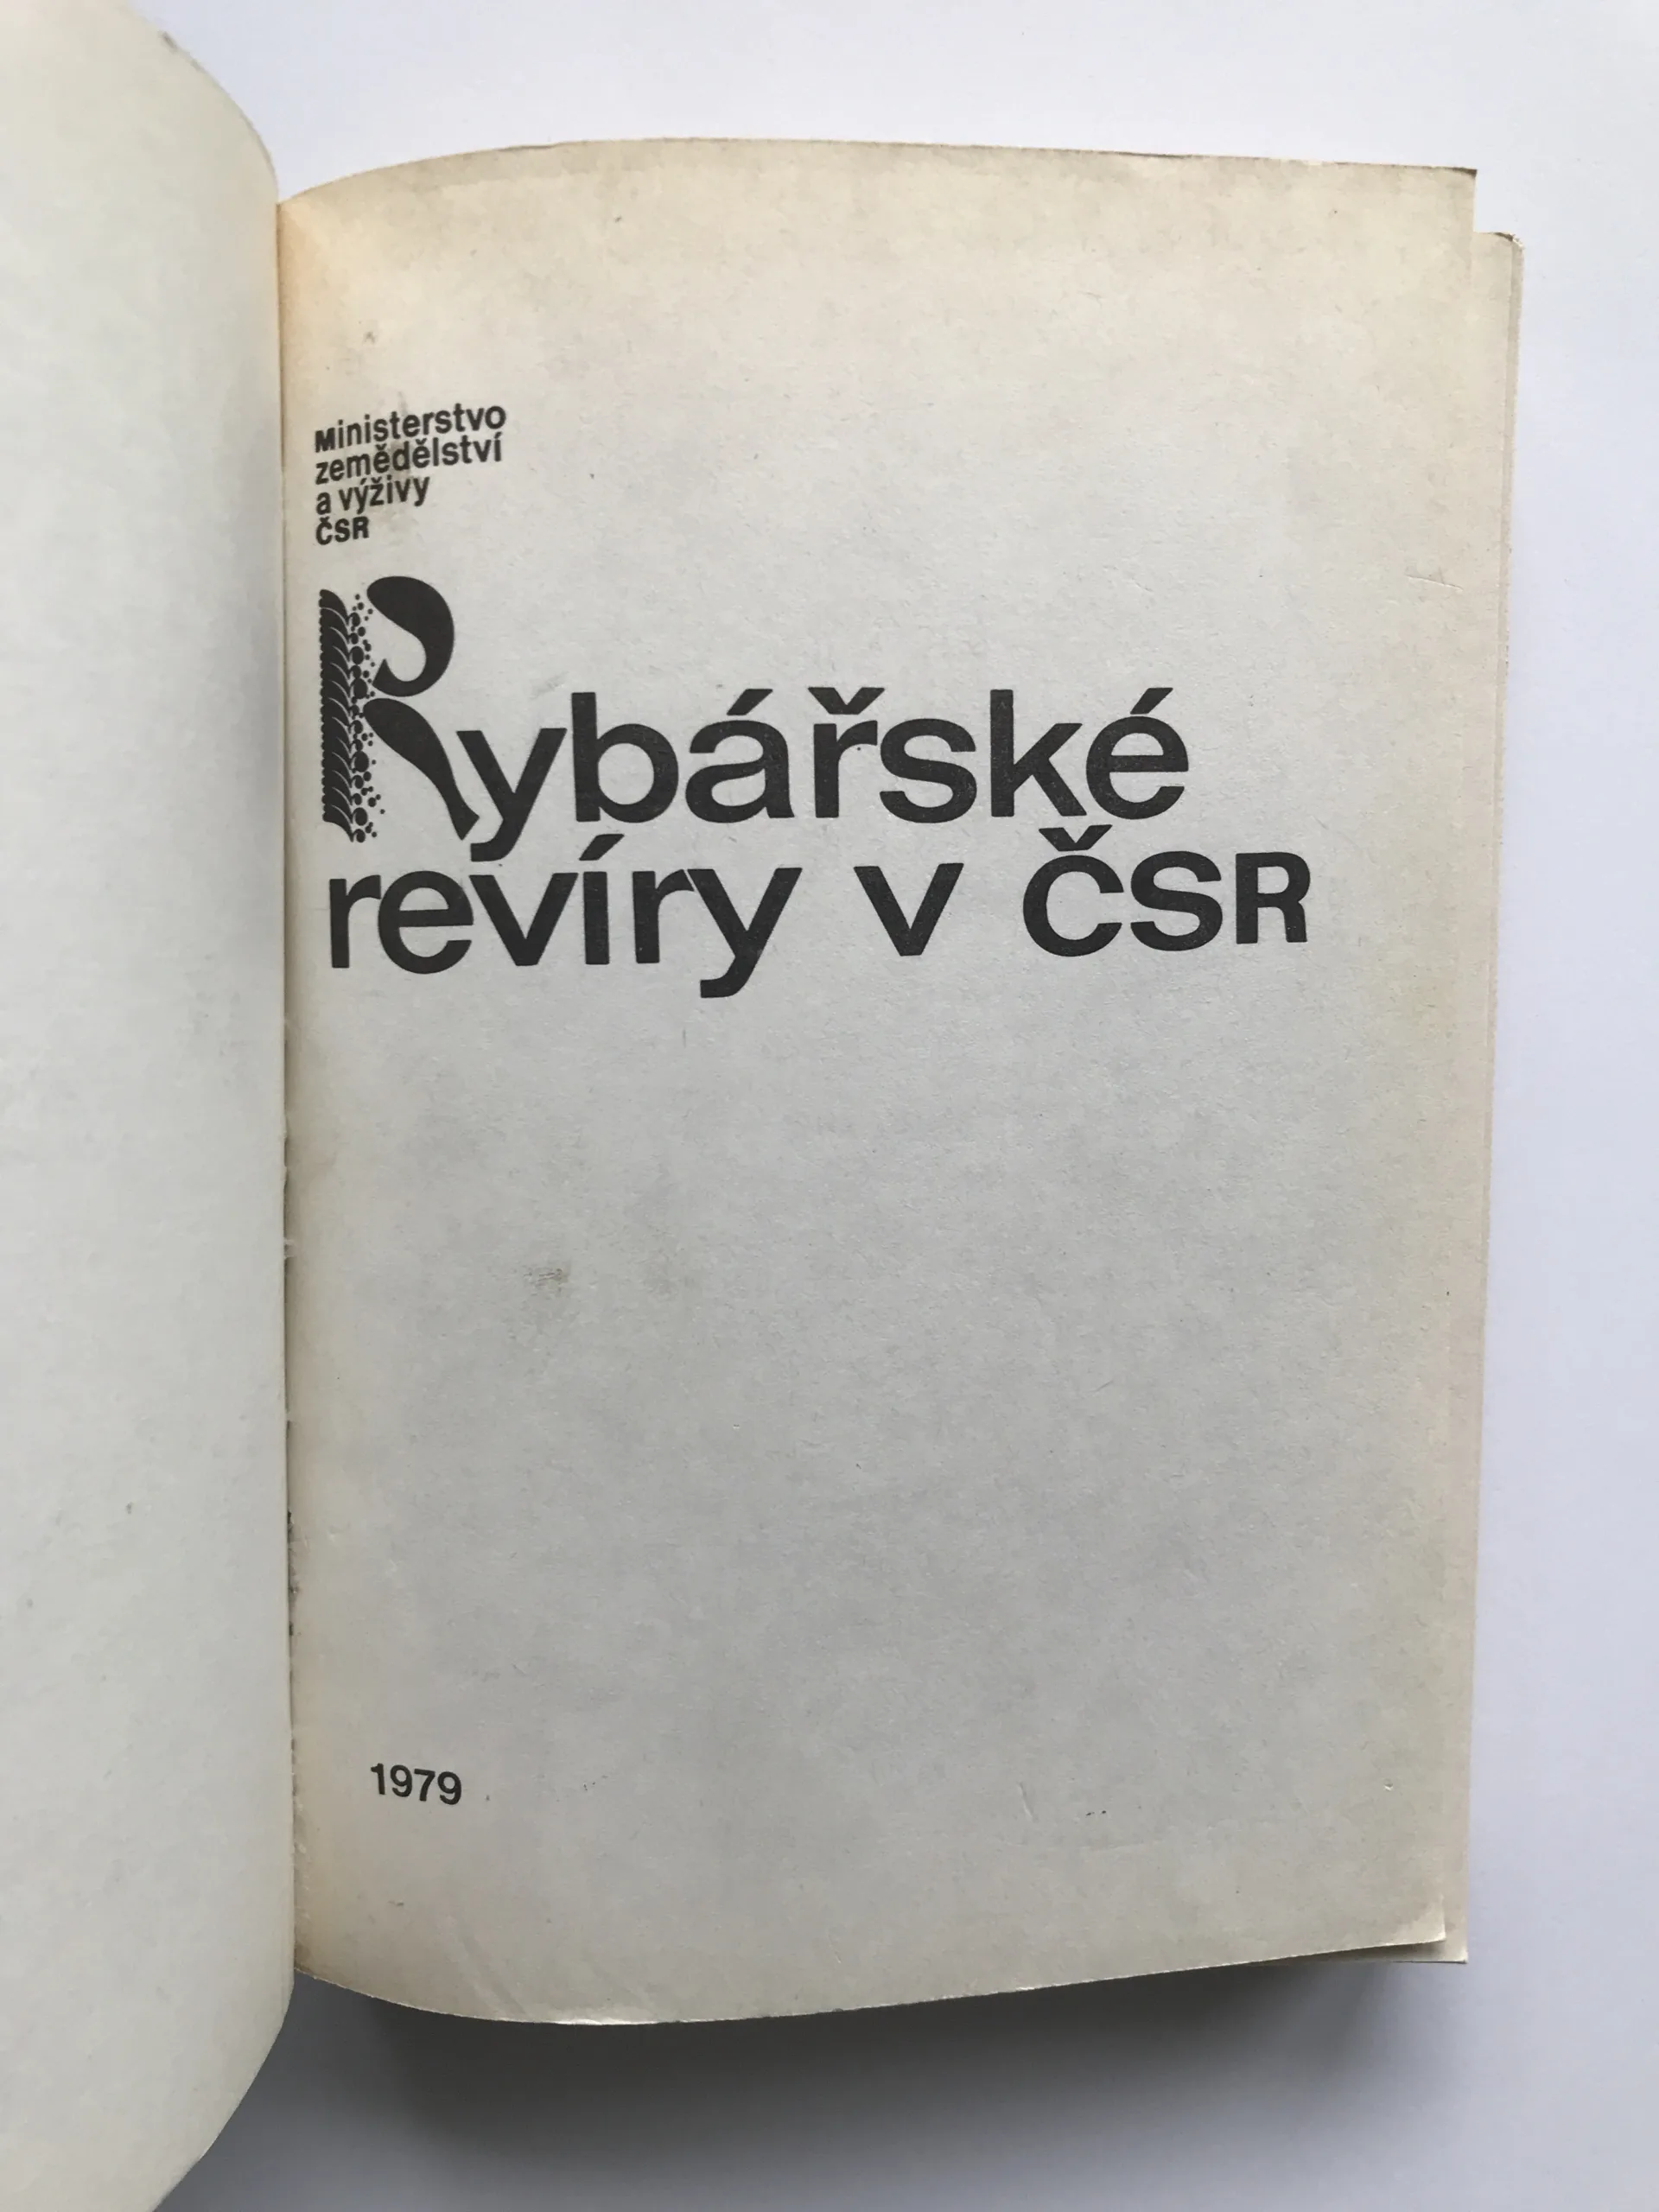 Ministerstvo
zemědělství
a výživy
ČSR
Rybářské
revíry v ČSR
1979